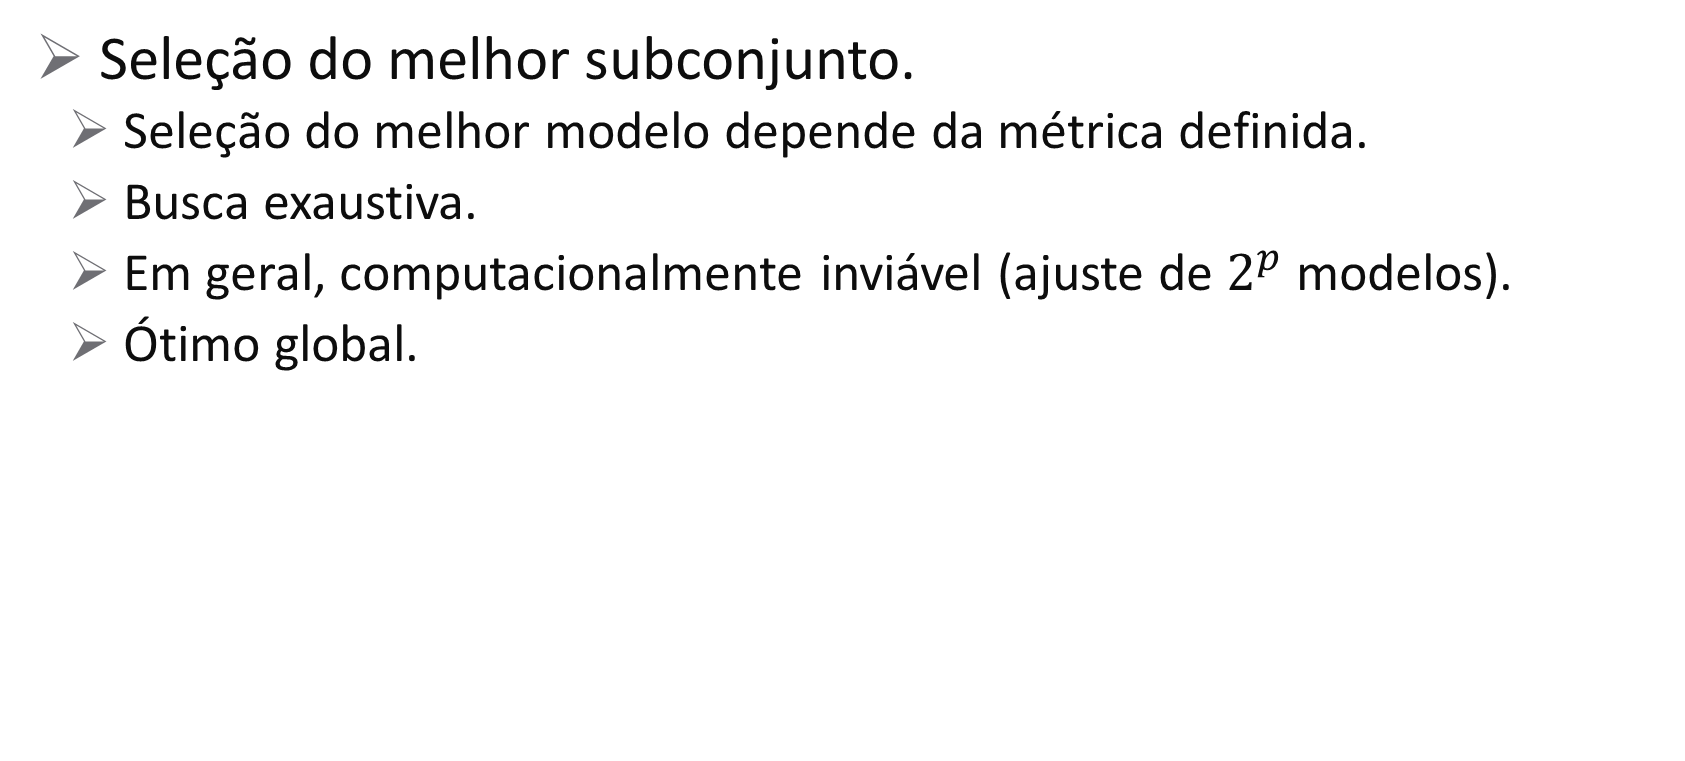 ➢ Seleção do melhor subconjunto.
➢ Seleção do melhor modelo depende da métrica definida.
➢ Busca exaustiva.
➢ Em geral, computacionalmente inviável (ajuste de 2^p modelos).
➢ Ótimo global.